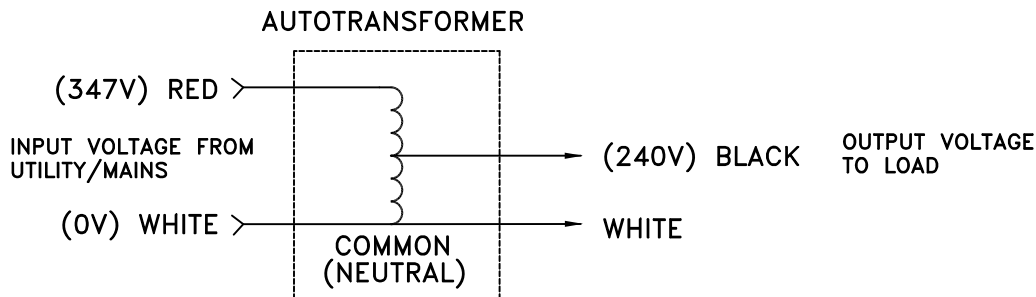 AUTOTRANSFORMER
(347V) RED
INPUT VOLTAGE FROM
UTILITY/MAINS
(0V) WHITE
COMMON
(NEUTRAL)
(240V) BLACK
OUTPUT VOLTAGE
TO LOAD
WHITE